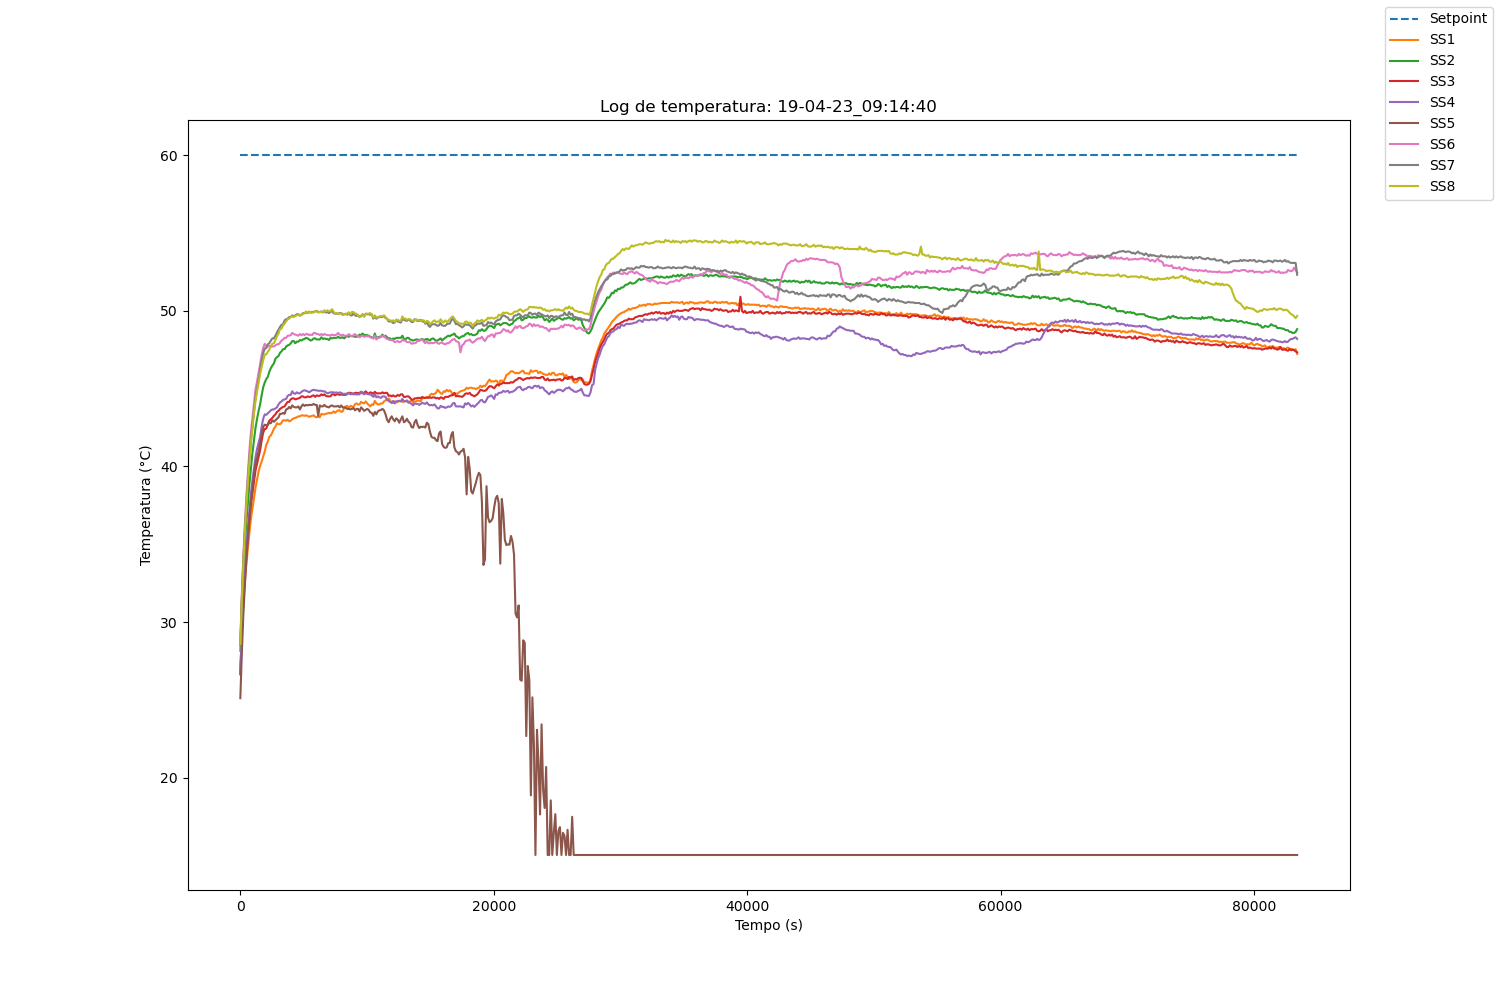 Setpoint
SS1
SS2
SS3
SS4
SS5
SS6
SS7
SS8
Log de temperatura: 19-04-23_09:14:40
60
50
40
30
20
Temperatura (°C)
0 20000 40000 60000 80000
Tempo (s)